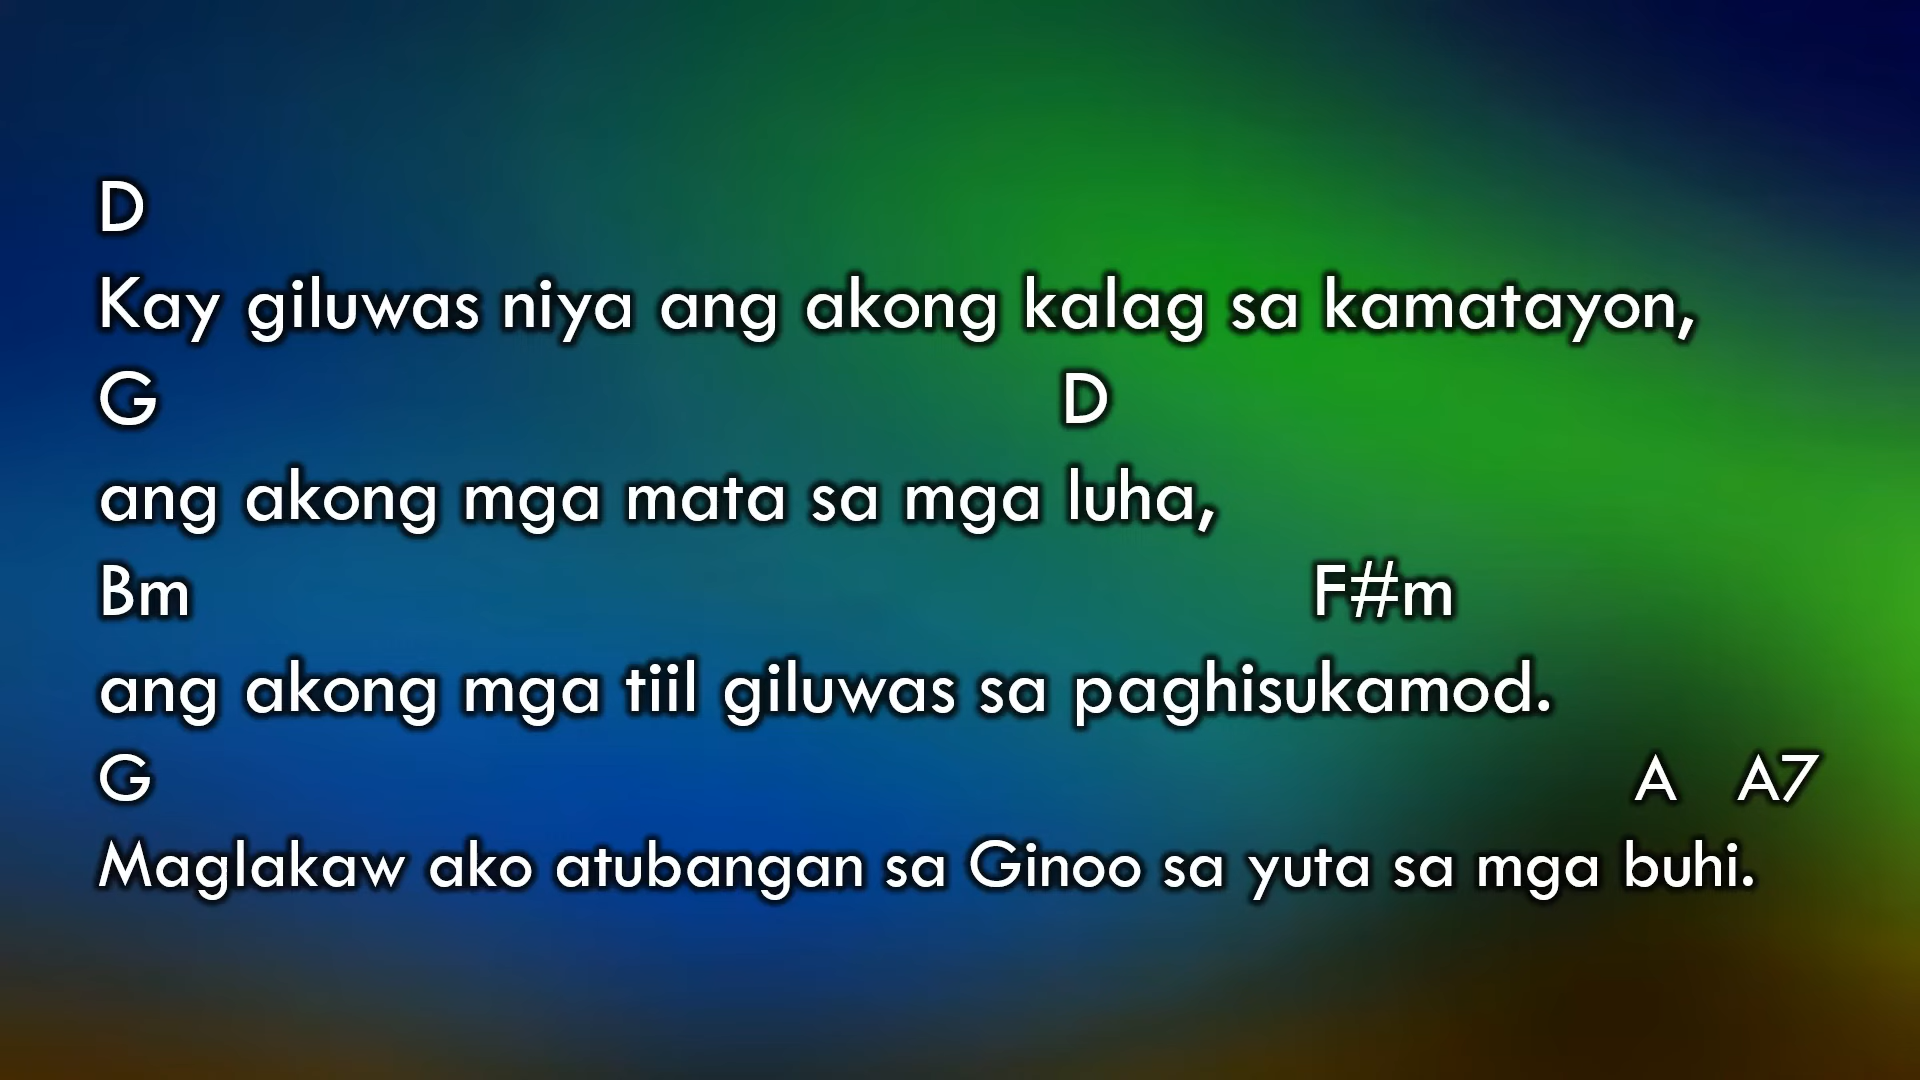 D
Kay giluwas niya ang akong kalag sa kamatayon,
G D
ang akong mga mata sa mga luha,
Bm F#m
ang akong mga tiil giluwas sa paghisukamod.
G A A7
Maglakaw ako atubangan sa Ginoo sa yuta sa mga buhi.